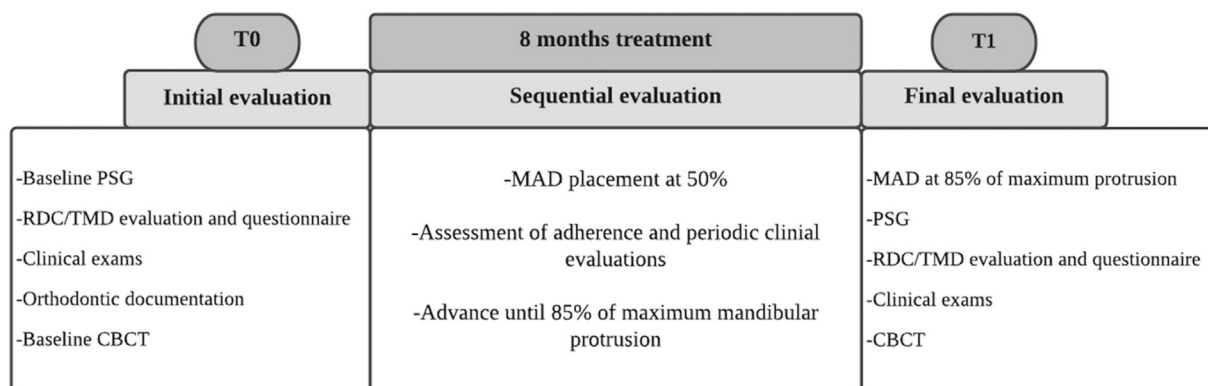 T0
8 months treatment
T1
Initial evaluation
Sequential evaluation
Final evaluation
-Baseline PSG
-RDC/TMD evaluation and questionnaire
-Clinical exams
-Orthodontic documentation
-Baseline CBCT
-MAD placement at 50%
-Assessment of adherence and periodic clinial
evaluations
-Advance until 85% of maximum mandibular
protrusion
-MAD at 85% of maximum protrusion
-PSG
-RDC/TMD evaluation and questionnaire
-Clinical exams
-CBCT